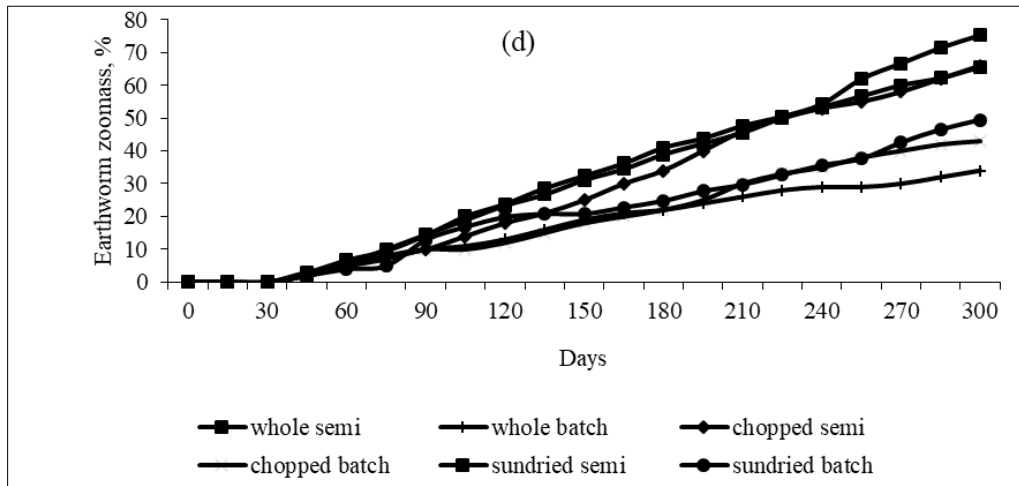 (d)
Earthworm zoomass, %
80
70
60
50
40
30
20
10
0
0 30 60 90 120 150 180 210 240 270 300
Days
whole semi whole batch chopped semi
chopped batch sundried semi sundried batch